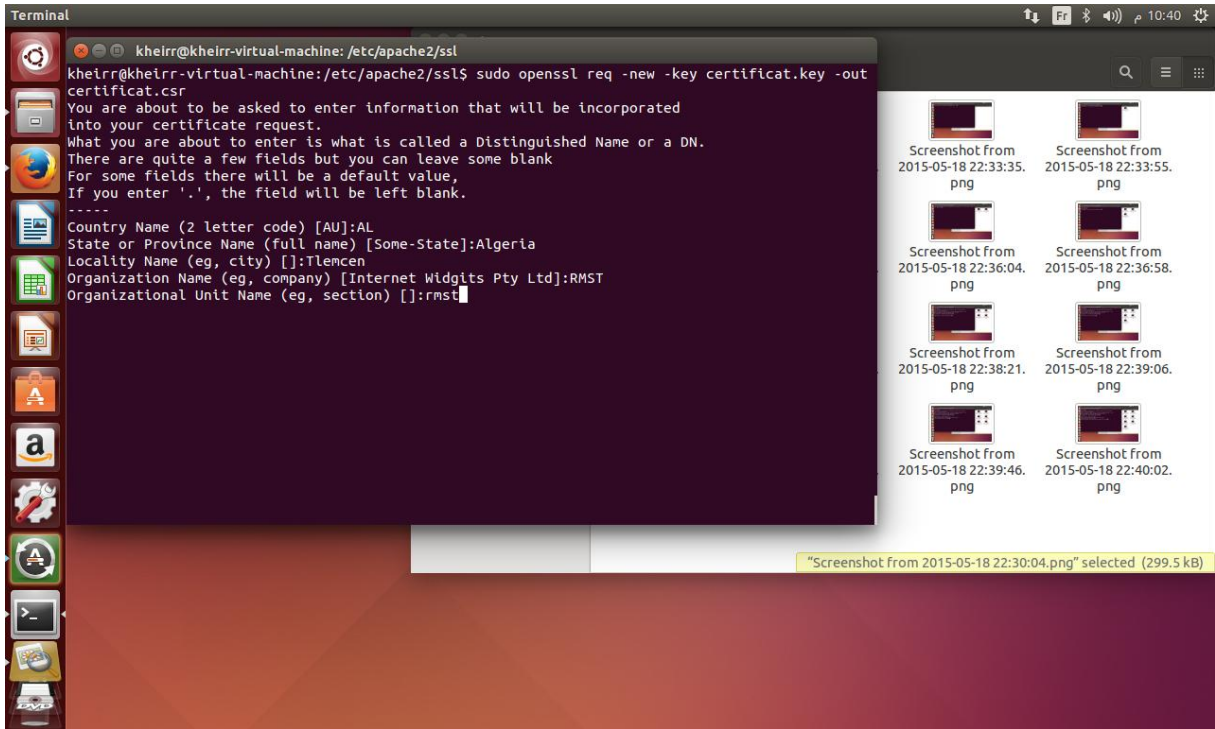 Terminal
Fr
م 10:40
kheirr@kheirr-virtual-machine: /etc/apache2/ssl
kheirr@kheirr-virtual-machine:/etc/apache2/ssl$ sudo openssl req -new -key certificat.key -out
certificat.csr
You are about to be asked to enter information that will be incorporated
into your certificate request.
What you are about to enter is what is called a Distinguished Name or a DN.
There are quite a few fields but you can leave some blank
For some fields there will be a default value,
If you enter '.', the field will be left blank.
-----
Country Name (2 letter code) [AU]:AL
State or Province Name (full name) [Some-State]:Algeria
Locality Name (eg, city) []:Tlemcen
Organization Name (eg, company) [Internet Widgits Pty Ltd]:RMST
Organizational Unit Name (eg, section) []:rmst
Screenshot from
2015-05-18 22:33:35.
png
Screenshot from
2015-05-18 22:33:55.
png
Screenshot from
2015-05-18 22:36:04.
png
Screenshot from
2015-05-18 22:36:58.
png
Screenshot from
2015-05-18 22:38:21.
png
Screenshot from
2015-05-18 22:39:06.
png
Screenshot from
2015-05-18 22:39:46.
png
Screenshot from
2015-05-18 22:40:02.
png
"Screenshot from 2015-05-18 22:30:04.png" selected (299.5 kB)
a
>_
DVD